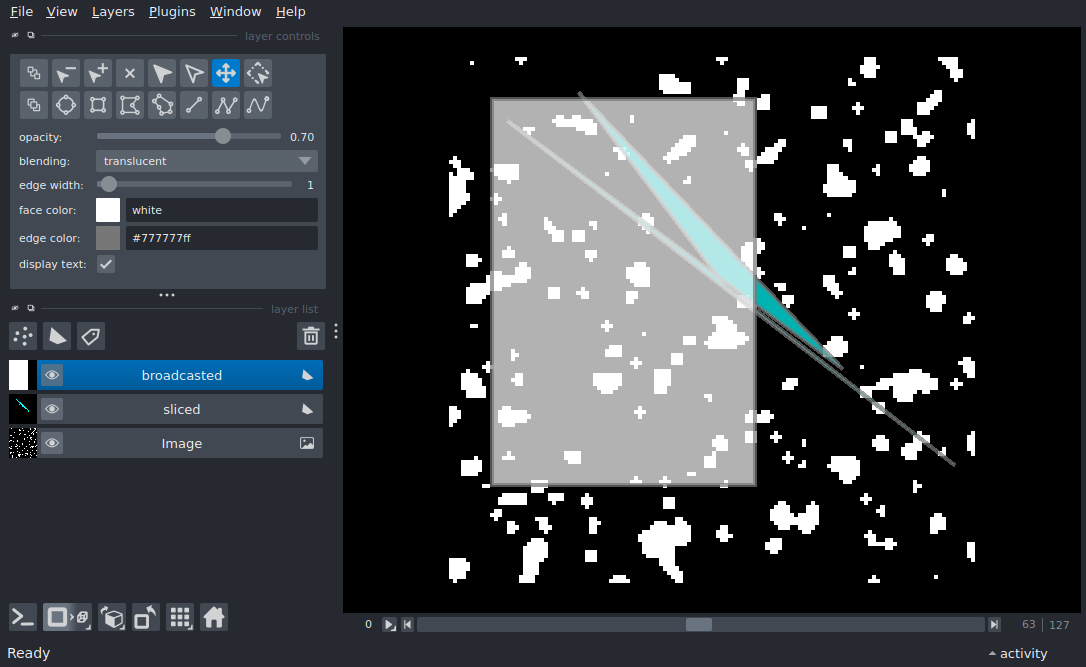 File View Layers Plugins Window Help
layer controls
opacity: 0.70
blending: translucent
edge width: 1
face color: white
edge color: #777777ff
display text:
layer list
broadcasted
sliced
Image
0 63 127
Ready activity